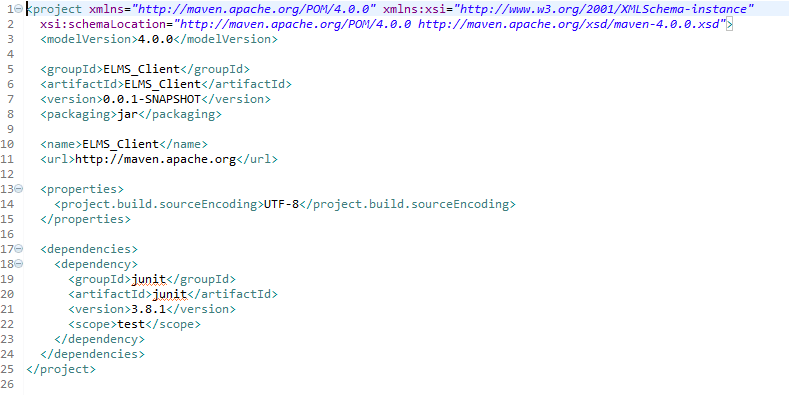 1 <project xmlns="http://maven.apache.org/POM/4.0.0" xmlns:xsi="http://www.w3.org/2001/XMLSchema-instance"
2   xsi:schemaLocation="http://maven.apache.org/POM/4.0.0 http://maven.apache.org/xsd/maven-4.0.0.xsd">
3   <modelVersion>4.0.0</modelVersion>
4
5   <groupId>ELMS_Client</groupId>
6   <artifactId>ELMS_Client</artifactId>
7   <version>0.0.1-SNAPSHOT</version>
8   <packaging>jar</packaging>
9
10   <name>ELMS_Client</name>
11   <url>http://maven.apache.org</url>
12
13   <properties>
14     <project.build.sourceEncoding>UTF-8</project.build.sourceEncoding>
15   </properties>
16
17   <dependencies>
18     <dependency>
19       <groupId>junit</groupId>
20       <artifactId>junit</artifactId>
21       <version>3.8.1</version>
22       <scope>test</scope>
23     </dependency>
24   </dependencies>
25 </project>
26